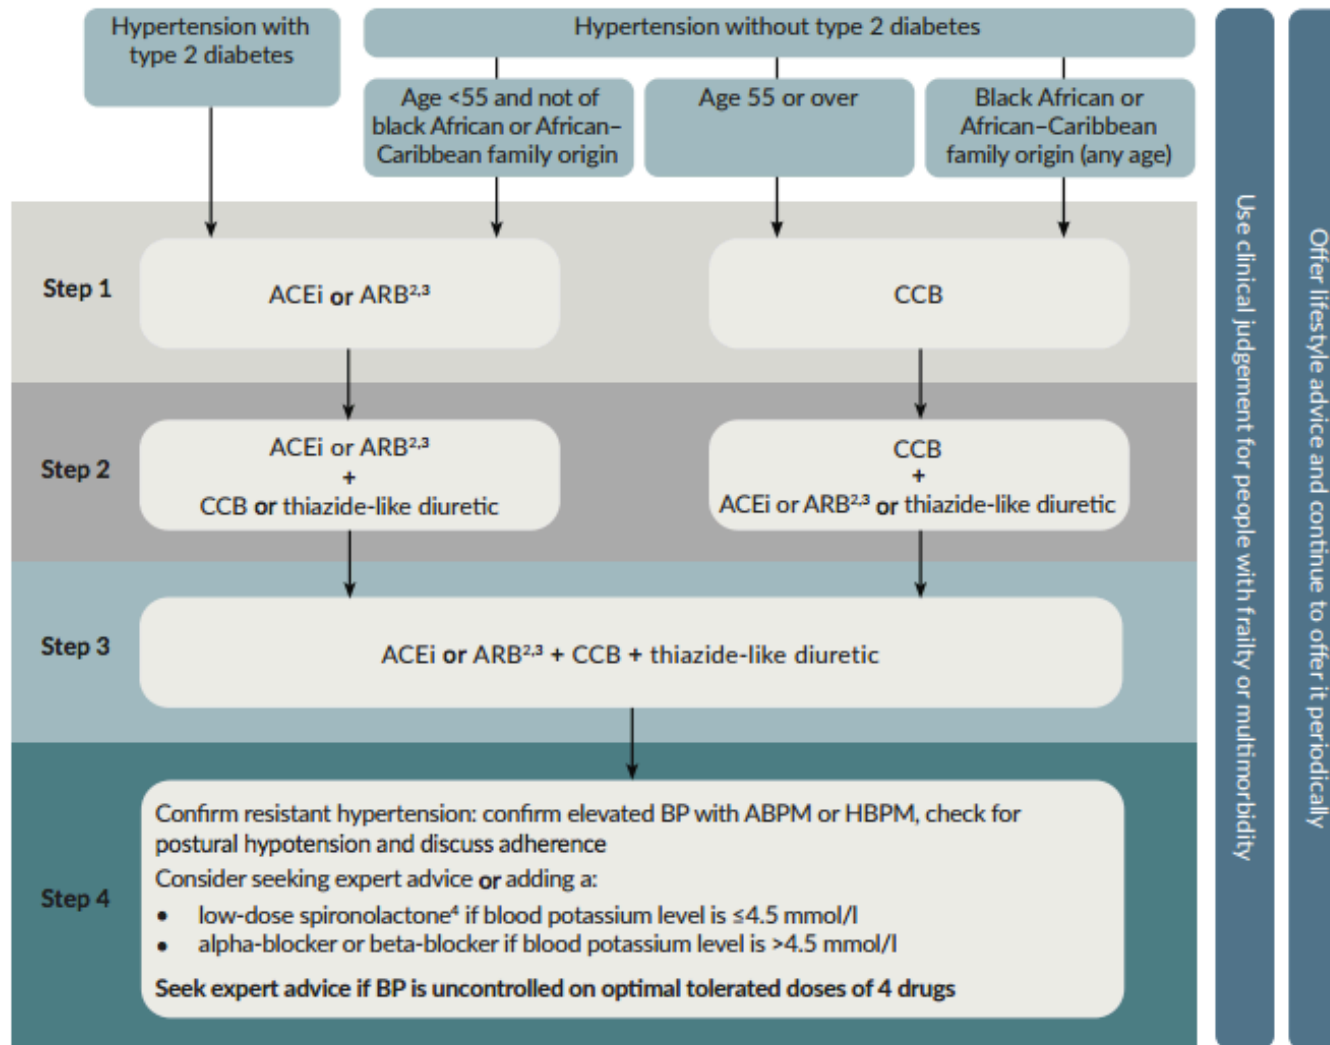 Hypertension with
type 2 diabetes
Hypertension without type 2 diabetes
Age <55 and not of
black African or African–
Caribbean family origin
Age 55 or over
Black African or
African–Caribbean
family origin (any age)
Step 1
ACEi or ARB²,³
CCB
Step 2
ACEi or ARB²,³
+
CCB or thiazide-like diuretic
CCB
+
ACEi or ARB²,³ or thiazide-like diuretic
Step 3
ACEi or ARB²,³ + CCB + thiazide-like diuretic
Step 4
Confirm resistant hypertension: confirm elevated BP with ABPM or HBPM, check for
postural hypotension and discuss adherence
Consider seeking expert advice or adding a:
• low-dose spironolactone⁴ if blood potassium level is ≤4.5 mmol/l
• alpha-blocker or beta-blocker if blood potassium level is >4.5 mmol/l
Seek expert advice if BP is uncontrolled on optimal tolerated doses of 4 drugs
Use clinical judgement for people with frailty or multimorbidity
Offer lifestyle advice and continue to offer it periodically